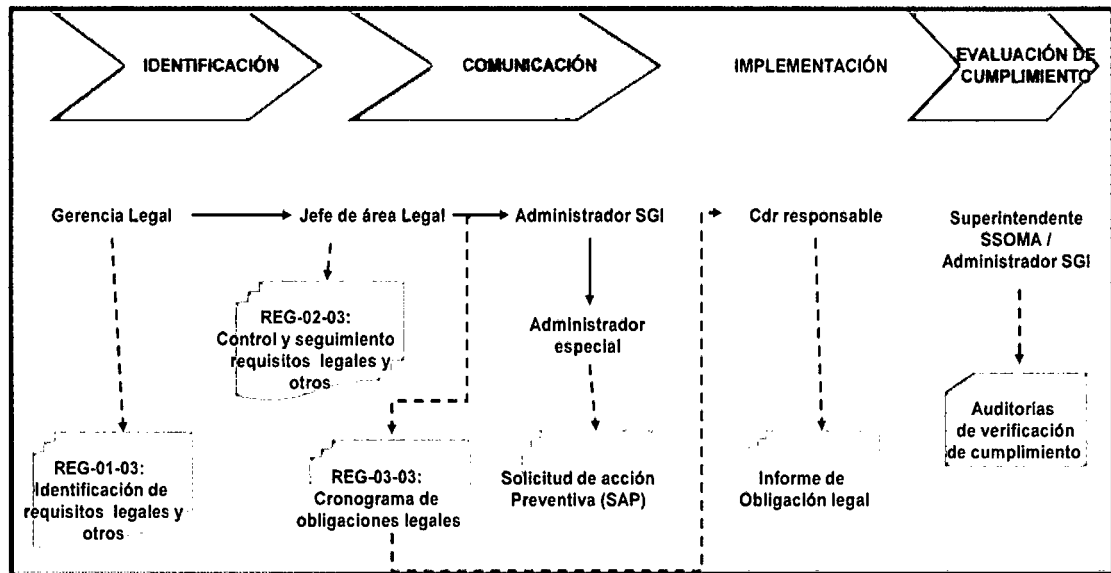 IDENTIFICACIÓN
COMUNICACIÓN
IMPLEMENTACIÓN
EVALUACIÓN DE
CUMPLIMIENTO
Gerencia Legal
Jefe de área Legal
Administrador SGI
Cdr responsable
Superintendente
SSOMA /
Administrador SGI
REG-02-03:
Control y seguimiento
requisitos legales y
otros
Administrador
especial
Auditorías
de verificación
de cumplimiento
REG-01-03:
Identificación de
requisitos legales y
otros
REG-03-03:
Cronograma de
obligaciones legales
Solicitud de acción
Preventiva (SAP)
Informe de
Obligación legal